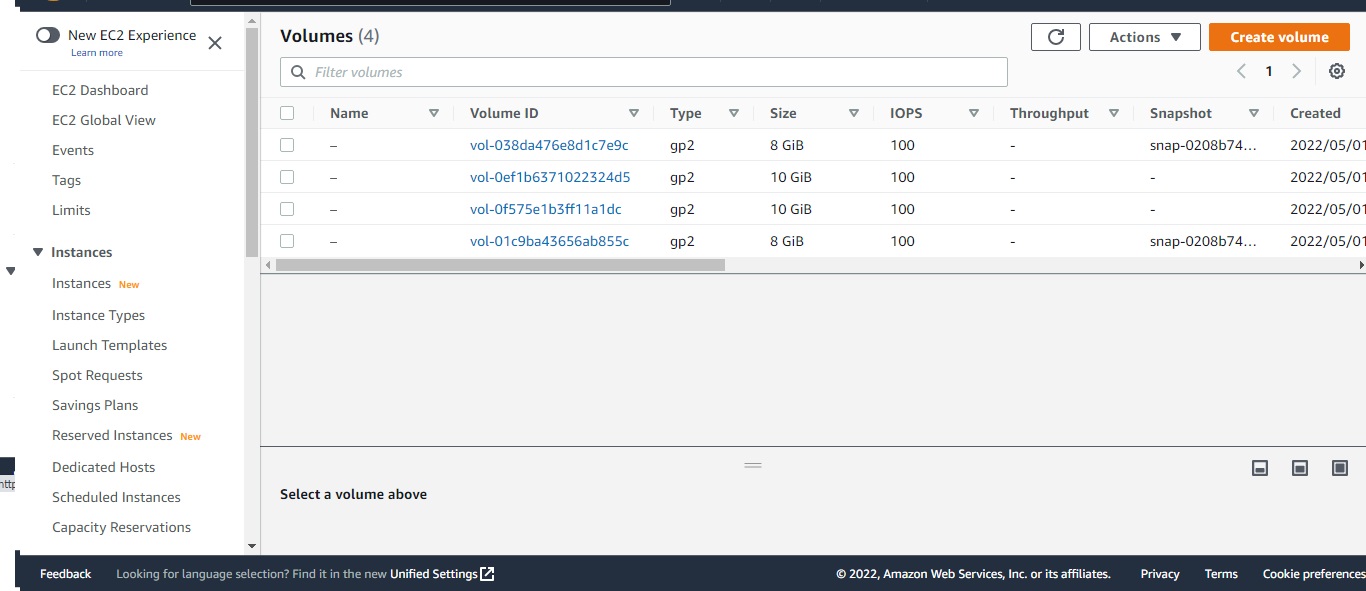 New EC2 Experience
Learn more
EC2 Dashboard
EC2 Global View
Events
Tags
Limits
Instances
Instances New
Instance Types
Launch Templates
Spot Requests
Savings Plans
Reserved Instances New
Dedicated Hosts
Scheduled Instances
Capacity Reservations
Volumes (4)
Actions
Create volume
Filter volumes
1
Name Volume ID Type Size IOPS Throughput Snapshot Created
– vol-038da476e8d1c7e9c gp2 8 GiB 100 - snap-0208b74... 2022/05/01
– vol-0ef1b6371022324d5 gp2 10 GiB 100 - - 2022/05/01
– vol-0f575e1b3ff11a1dc gp2 10 GiB 100 - - 2022/05/01
– vol-01c9ba43656ab855c gp2 8 GiB 100 - snap-0208b74... 2022/05/01
Select a volume above
http
Feedback Looking for language selection? Find it in the new Unified Settings © 2022, Amazon Web Services, Inc. or its affiliates. Privacy Terms Cookie preferences